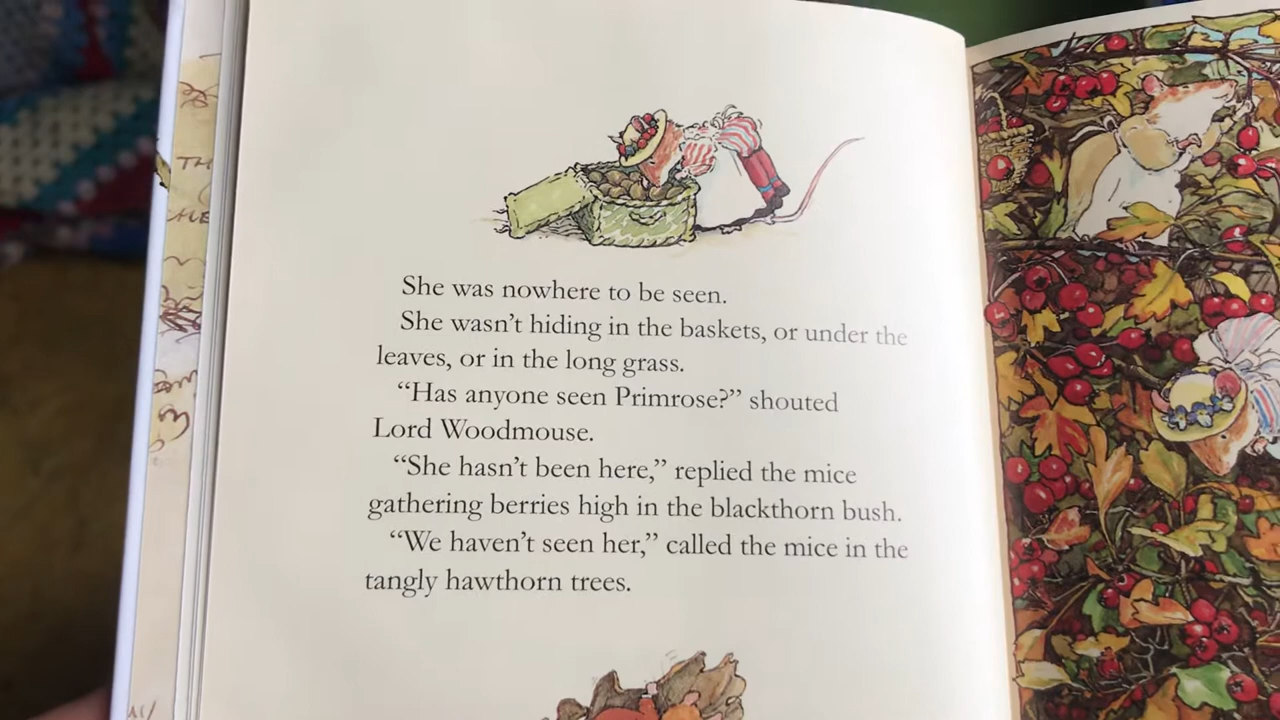 She was nowhere to be seen.
She wasn't hiding in the baskets, or under the
leaves, or in the long grass.
“Has anyone seen Primrose?” shouted
Lord Woodmouse.
“She hasn't been here,” replied the mice
gathering berries high in the blackthorn bush.
“We haven't seen her,” called the mice in the
tangly hawthorn trees.